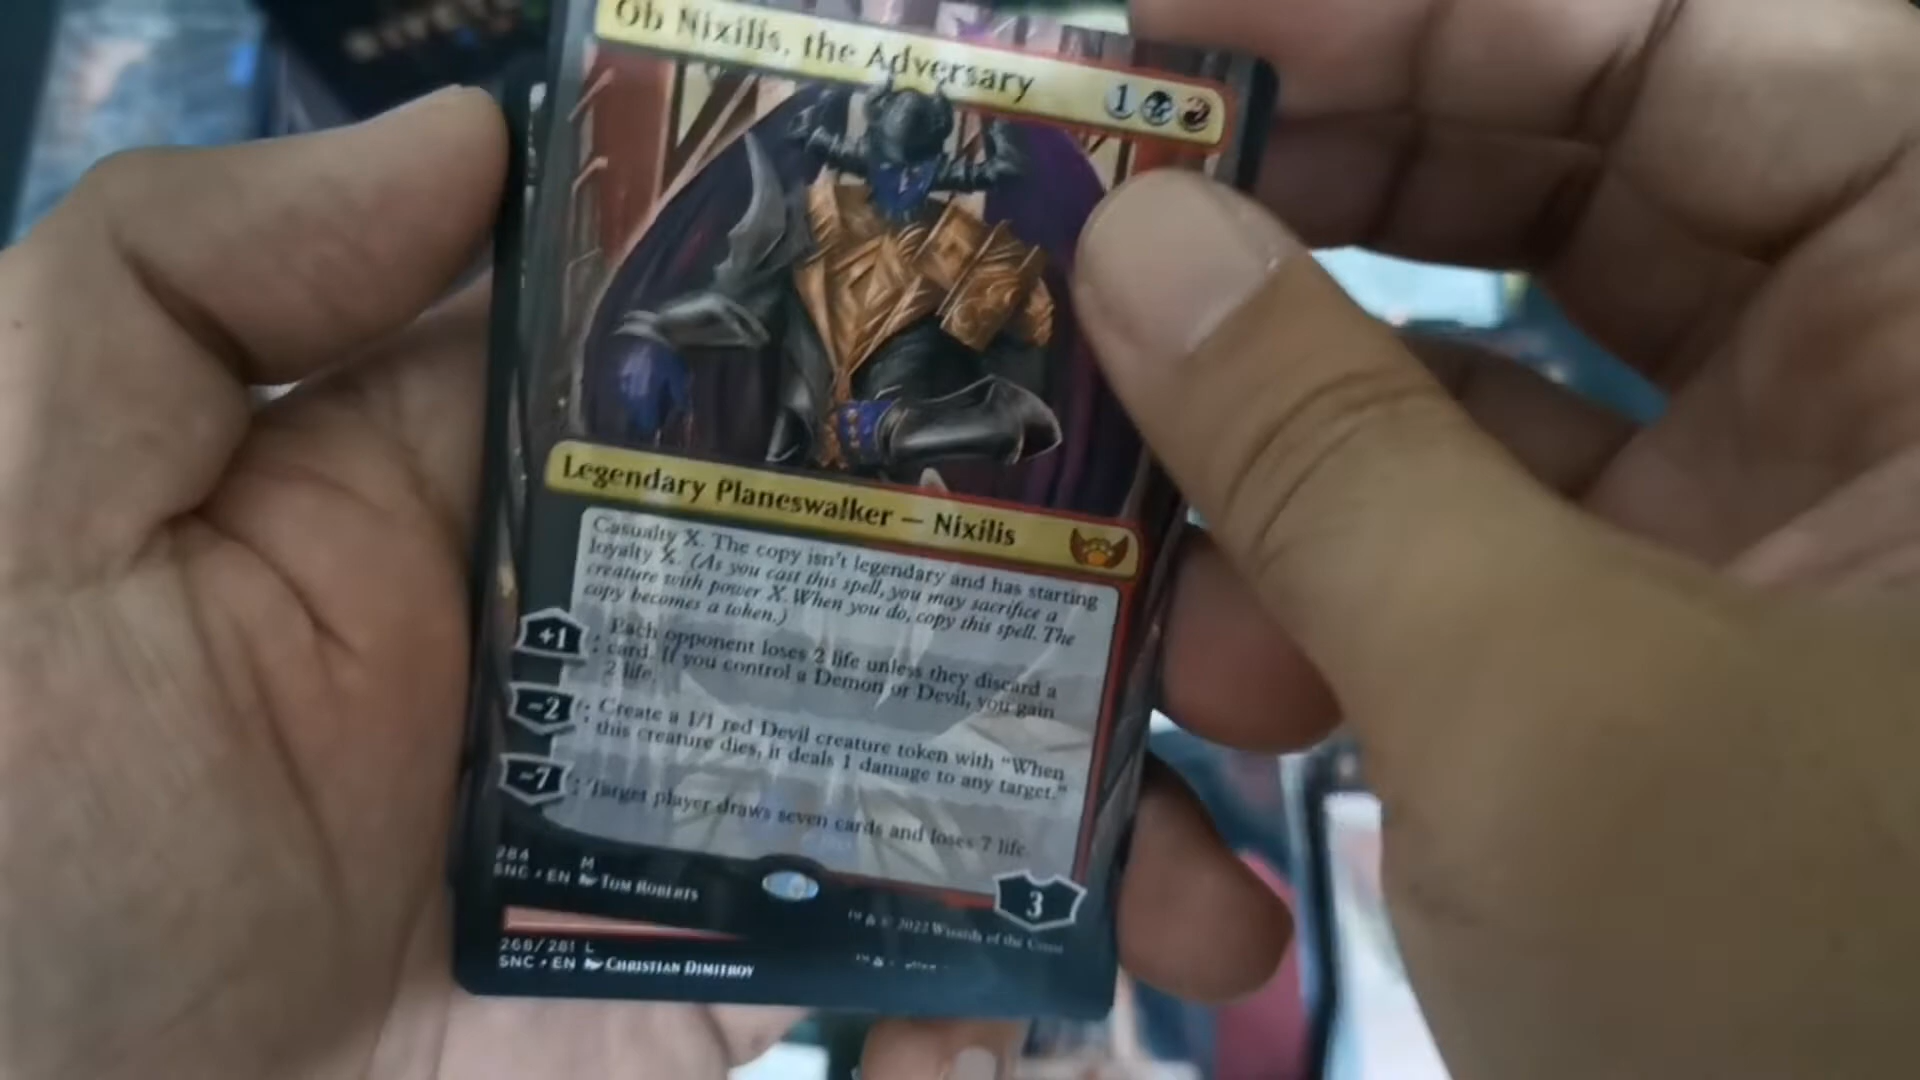 Ob Nixilis, the Adversary
1
Legendary Planeswalker — Nixilis
Casualty X. The copy isn't legendary and has starting
loyalty X. (As you cast this spell, you may sacrifice a
creature with power X. When you do, copy this spell. The
copy becomes a token.)
+1 : Each opponent loses 2 life unless they discard a
card. If you control a Demon or Devil, you gain
2 life.
-2 : Create a 1/1 red Devil creature token with "When
this creature dies, it deals 1 damage to any target."
-7 : Target player draws seven cards and loses 7 life.
284 M
SNC • EN TOM ROBERTS
3
™ & © 2022 Wizards of the Coast
268/281 L
SNC • EN CHRISTIAN DIMITROV
™ &